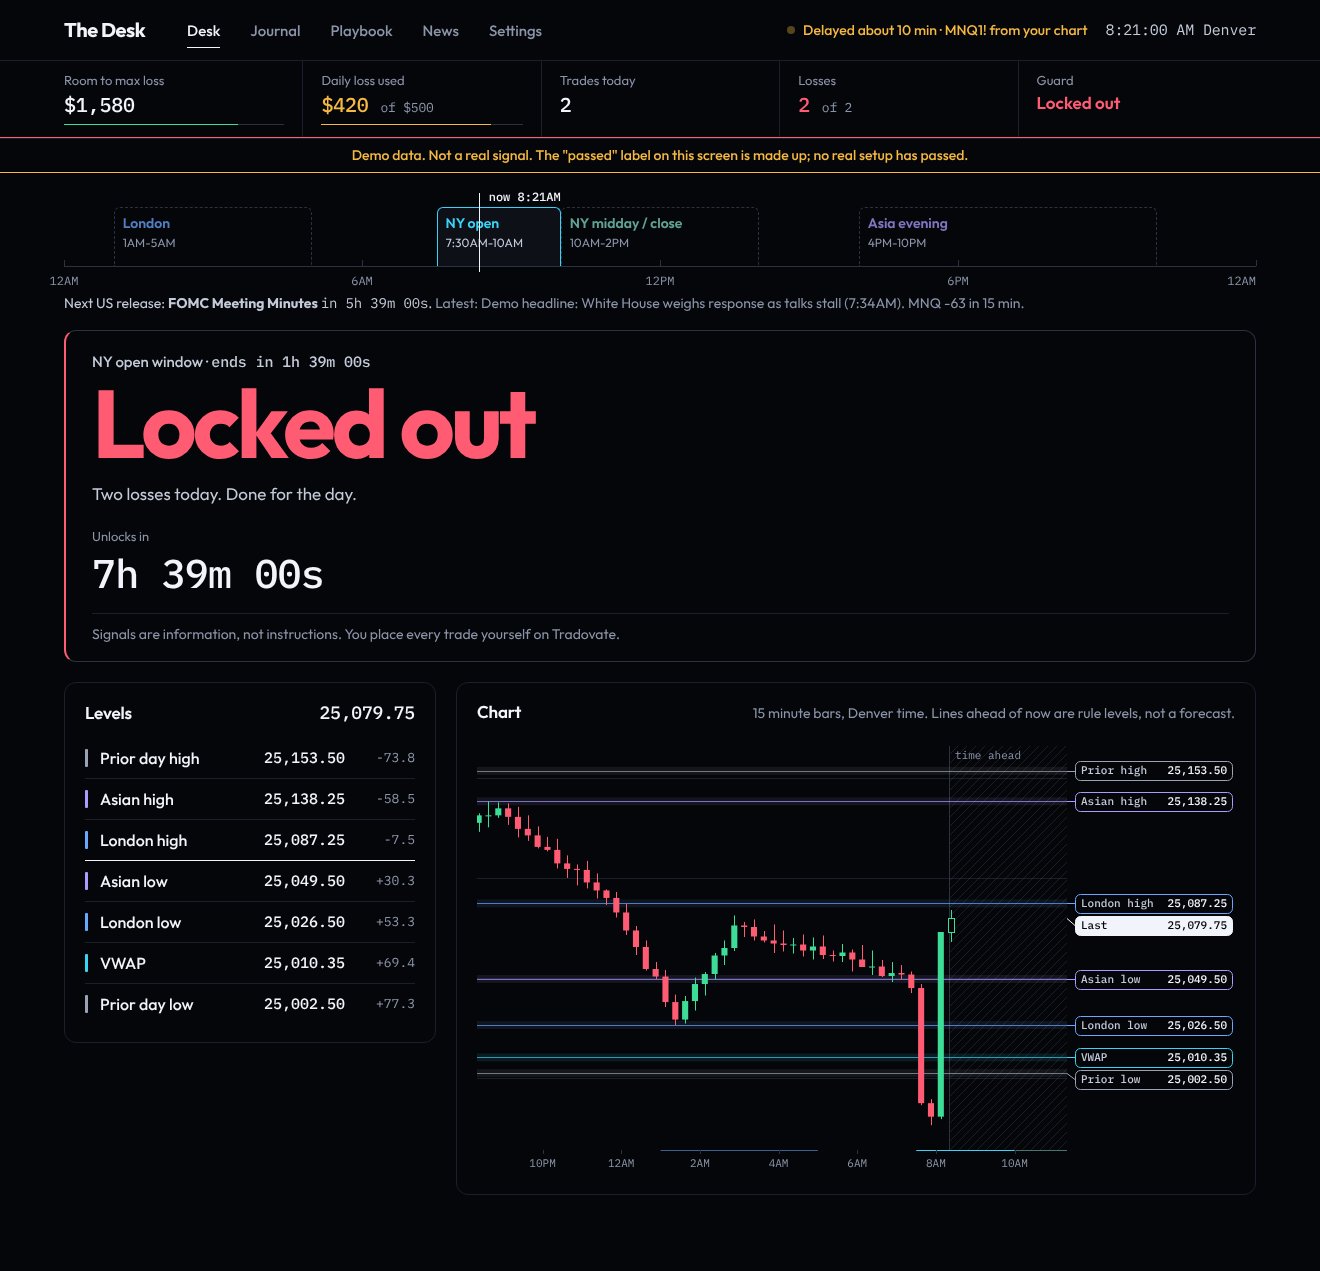 The Desk Desk Journal Playbook News Settings Delayed about 10 min · MNQ1! from your chart 8:21:00 AM Denver
Room to max loss Daily loss used Trades today Losses Guard
$1,580 $420 of $500 2 2 of 2 Locked out
Demo data. Not a real signal. The "passed" label on this screen is made up; no real setup has passed.
now 8:21AM
London NY open NY midday / close Asia evening
1AM-5AM 7:30AM-10AM 10AM-2PM 4PM-10PM
12AM 6AM 12PM 6PM 12AM
Next US release: FOMC Meeting Minutes in 5h 39m 00s. Latest: Demo headline: White House weighs response as talks stall (7:34AM). MNQ -63 in 15 min.
NY open window · ends in 1h 39m 00s
Locked out
Two losses today. Done for the day.
Unlocks in
7h 39m 00s
Signals are information, not instructions. You place every trade yourself on Tradovate.
Levels 25,079.75
Prior day high 25,153.50 -73.8
Asian high 25,138.25 -58.5
London high 25,087.25 -7.5
Asian low 25,049.50 +30.3
London low 25,026.50 +53.3
VWAP 25,010.35 +69.4
Prior day low 25,002.50 +77.3
Chart 15 minute bars, Denver time. Lines ahead of now are rule levels, not a forecast.
time ahead
Prior high 25,153.50
Asian high 25,138.25
London high 25,087.25
Last 25,079.75
Asian low 25,049.50
London low 25,026.50
VWAP 25,010.35
Prior low 25,002.50
10PM 12AM 2AM 4AM 6AM 8AM 10AM